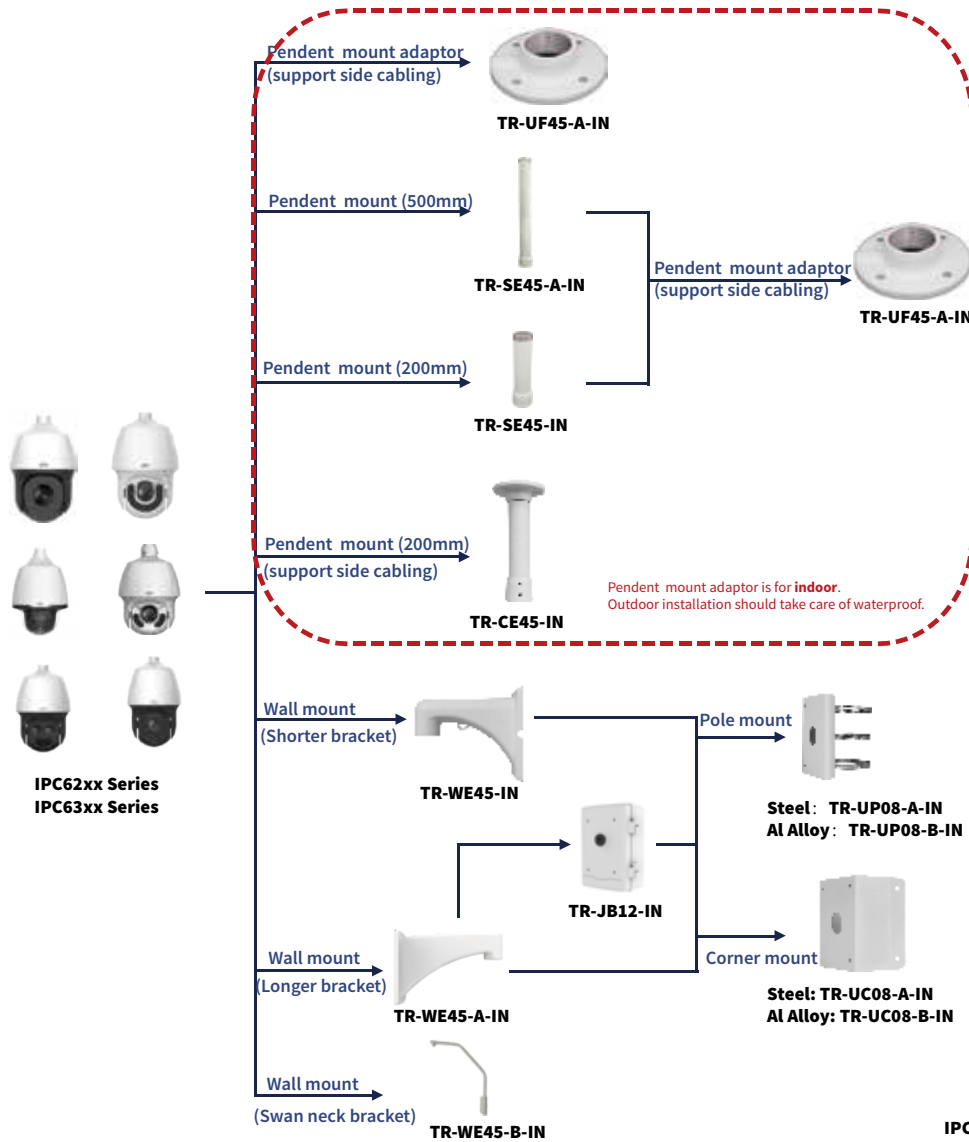 Pendent mount adaptor
(support side cabling)
TR-UF45-A-IN
Pendent mount (500mm)
TR-SE45-A-IN
Pendent mount adaptor
(support side cabling)
TR-UF45-A-IN
Pendent mount (200mm)
TR-SE45-IN
Pendent mount (200mm)
(support side cabling)
TR-CE45-IN
Pendent mount adaptor is for indoor.
Outdoor installation should take care of waterproof.
IPC62xx Series
IPC63xx Series
Wall mount
(Shorter bracket)
TR-WE45-IN
Pole mount
Steel: TR-UP08-A-IN
Al Alloy: TR-UP08-B-IN
TR-JB12-IN
Wall mount
(Longer bracket)
TR-WE45-A-IN
Corner mount
Steel: TR-UC08-A-IN
Al Alloy: TR-UC08-B-IN
Wall mount
(Swan neck bracket)
TR-WE45-B-IN
IPC